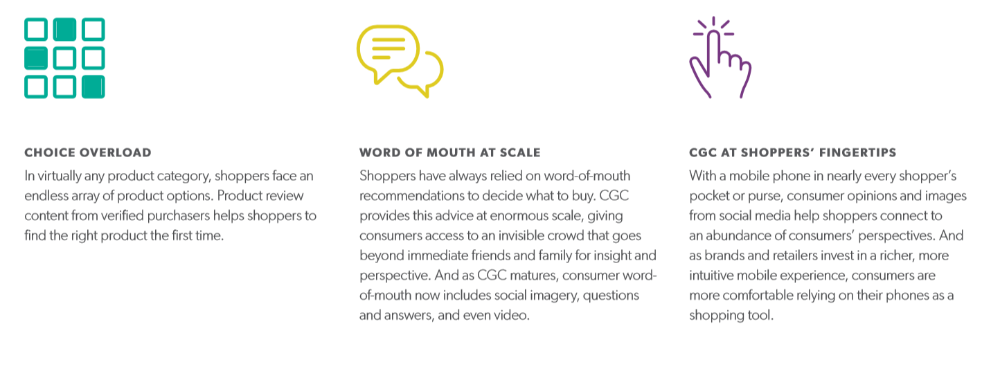 CHOICE OVERLOAD
In virtually any product category, shoppers face an
endless array of product options. Product review
content from verified purchasers helps shoppers to
find the right product the first time.
WORD OF MOUTH AT SCALE
Shoppers have always relied on word-of-mouth
recommendations to decide what to buy. CGC
provides this advice at enormous scale, giving
consumers access to an invisible crowd that goes
beyond immediate friends and family for insight and
perspective. And as CGC matures, consumer word-
of-mouth now includes social imagery, questions
and answers, and even video.
CGC AT SHOPPERS’ FINGERTIPS
With a mobile phone in nearly every shopper’s
pocket or purse, consumer opinions and images
from social media help shoppers connect to
an abundance of consumers’ perspectives. And
as brands and retailers invest in a richer, more
intuitive mobile experience, consumers are
more comfortable relying on their phones as a
shopping tool.